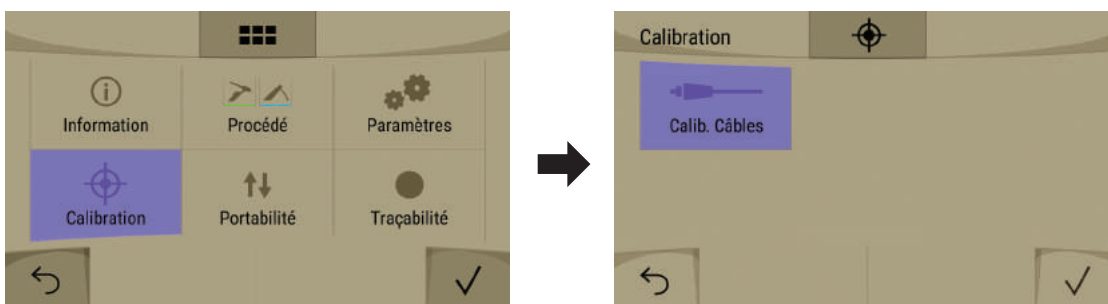 Information
Procédé
Paramètres
Calibration
Portabilité
Traçabilité
Calibration
Calib. Câbles